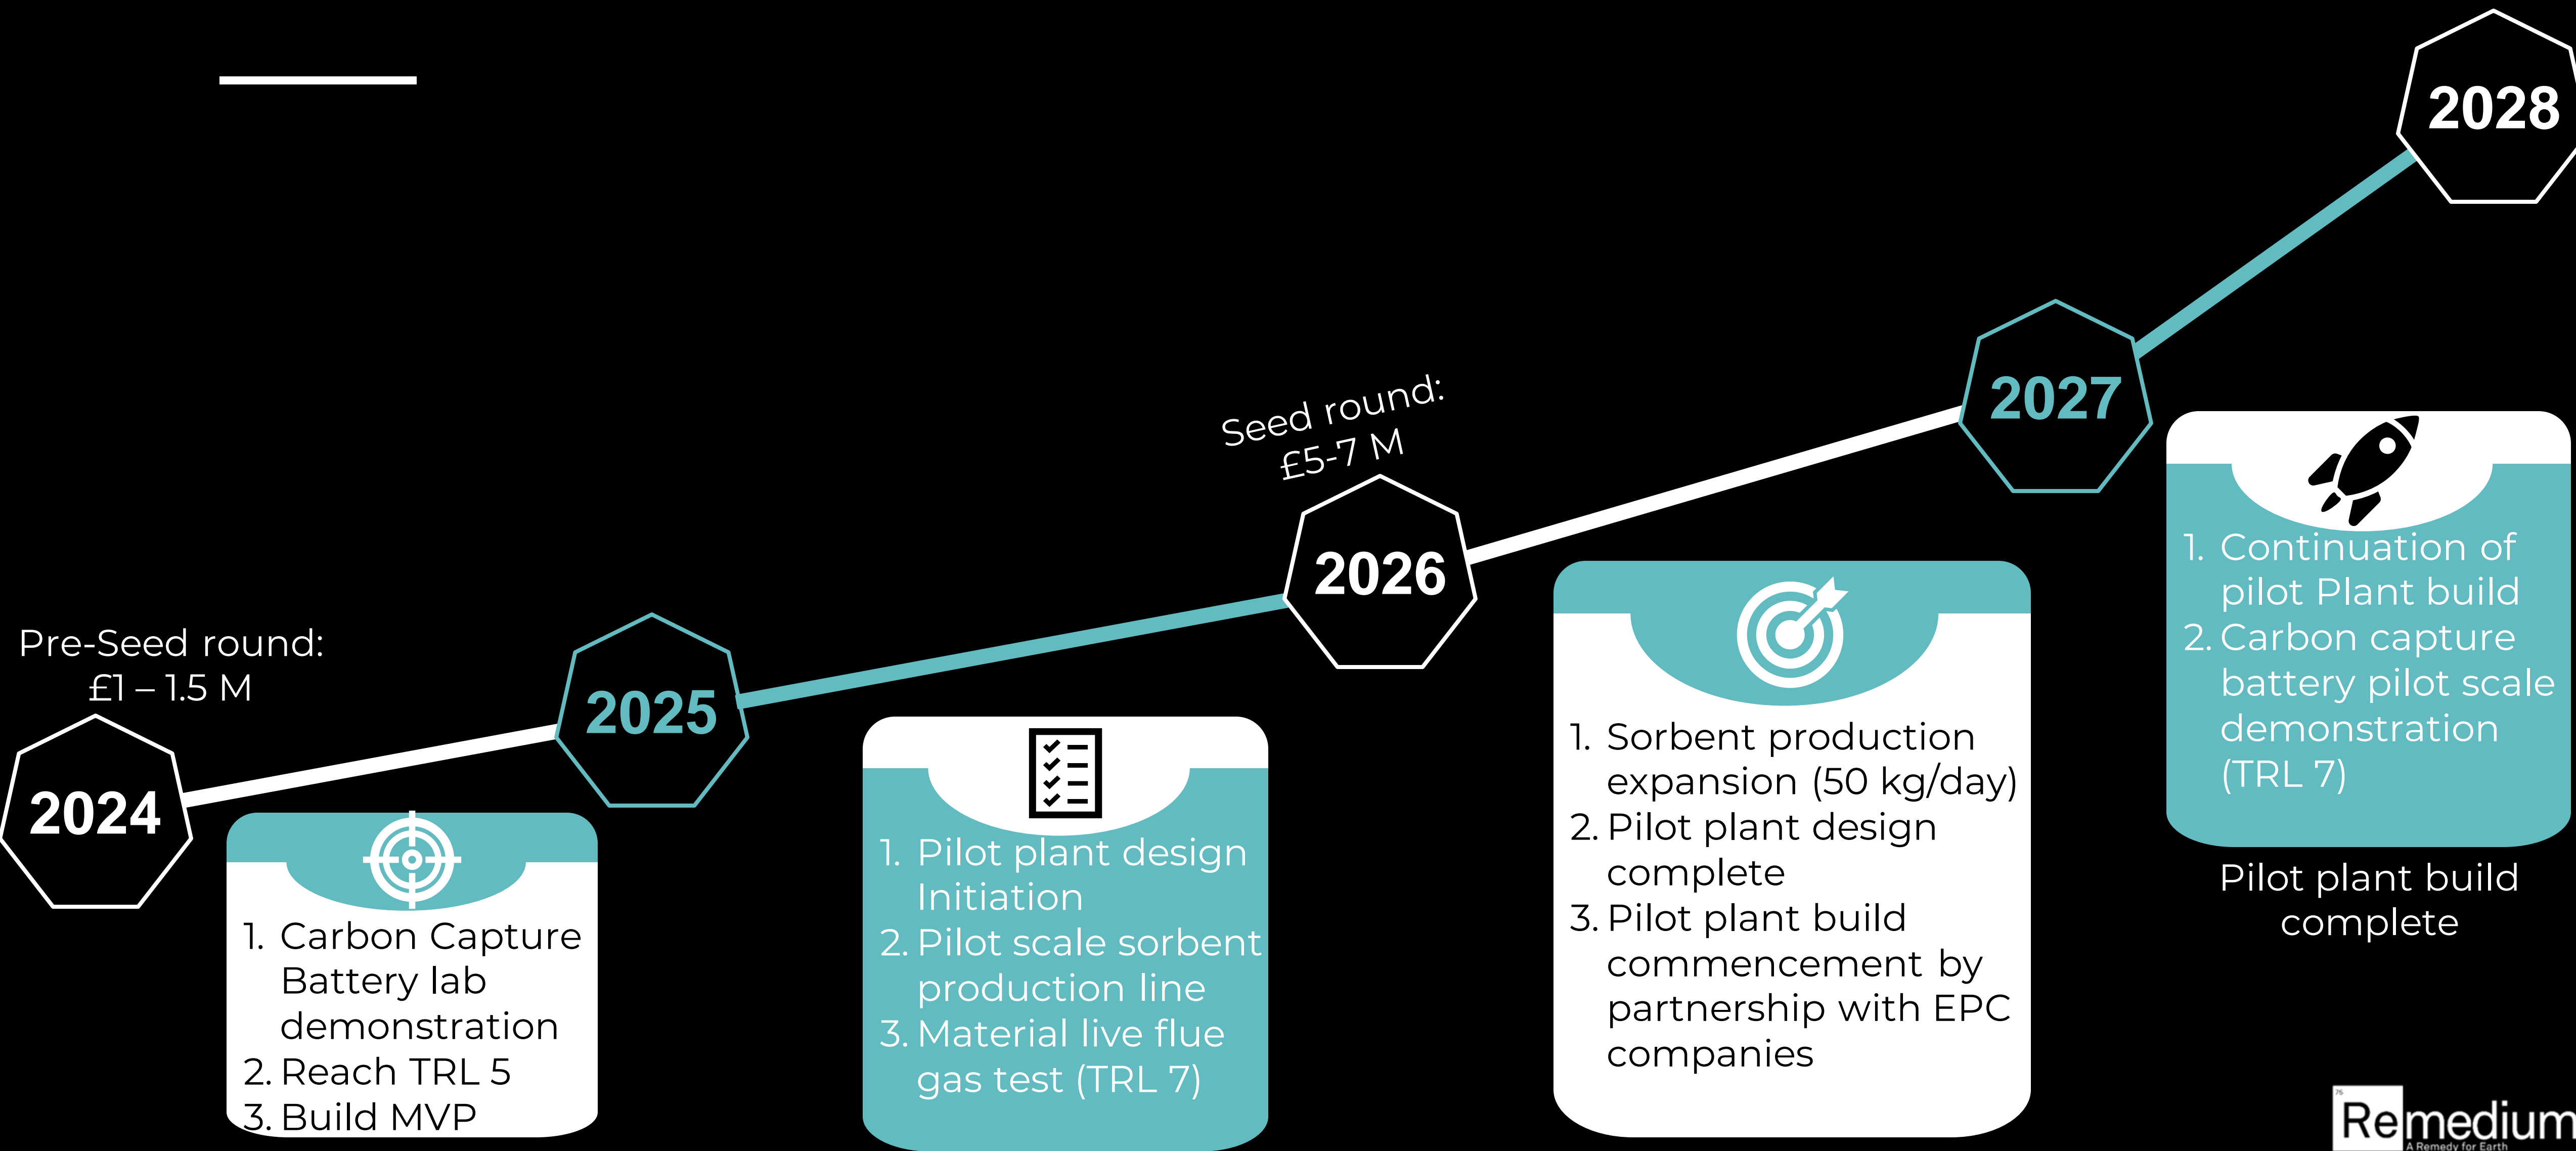 Pre-Seed round:
£1 – 1.5 M
2024
1. Carbon Capture
Battery lab
demonstration
2. Reach TRL 5
3. Build MVP
2025
1. Pilot plant design
Initiation
2. Pilot scale sorbent
production line
3. Material live flue
gas test (TRL 7)
Seed round:
£5-7 M
2026
1. Sorbent production
expansion (50 kg/day)
2. Pilot plant design
complete
3. Pilot plant build
commencement by
partnership with EPC
companies
2027
1. Continuation of
pilot Plant build
2. Carbon capture
battery pilot scale
demonstration
(TRL 7)
Pilot plant build
complete
2028
75
Remedium
A Remedy for Earth